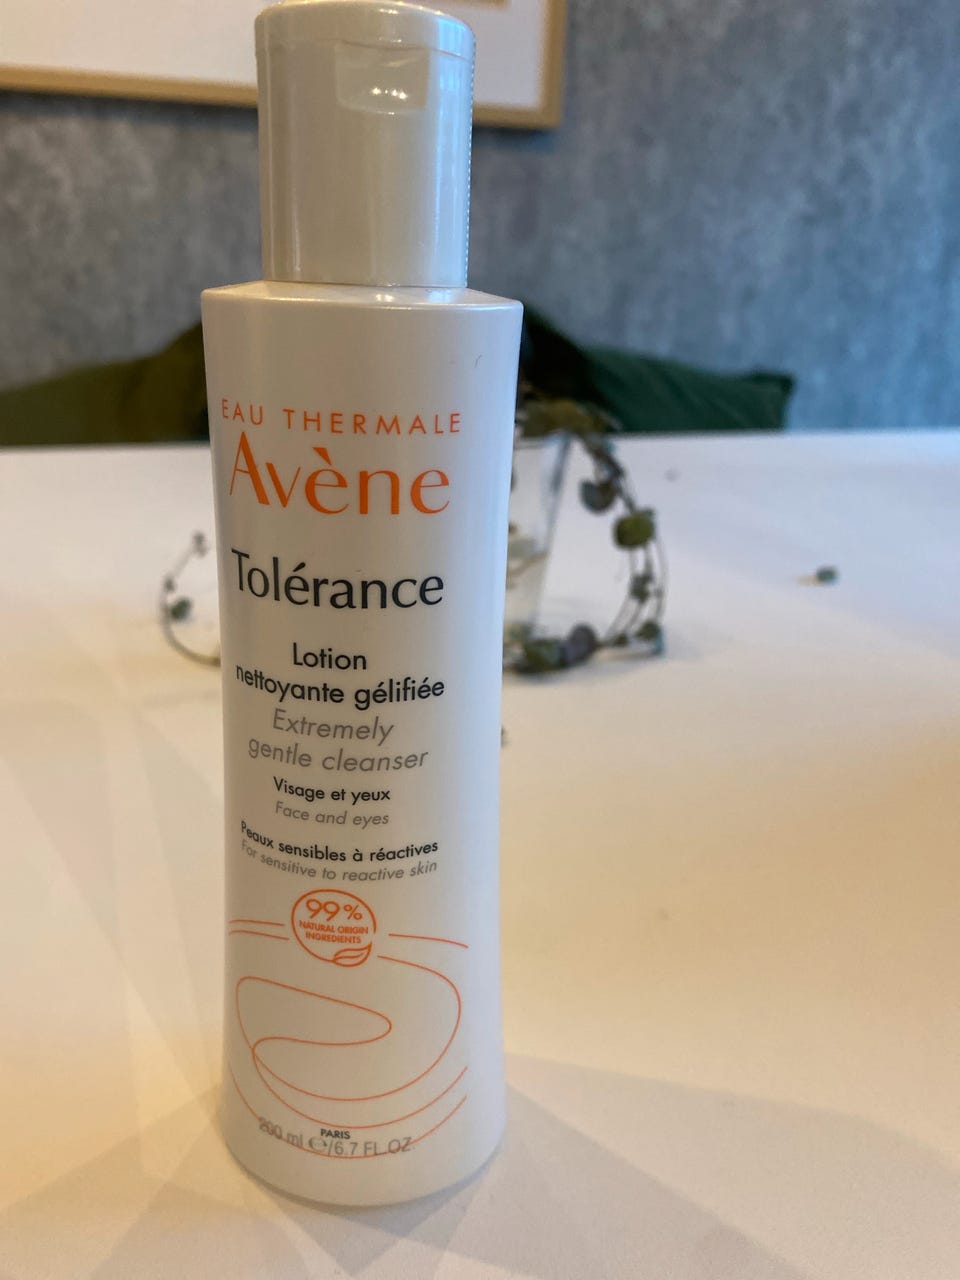 EAU THERMALE
Avène
Tolérance
Lotion
nettoyante gélifiée
Extremely
gentle cleanser
Visage et yeux
Face and eyes
Peaux sensibles à réactives
For sensitive to reactive skin
99%
NATURAL ORIGIN
INGREDIENTS
PARIS
200 ml ℮/6.7 FL.OZ.